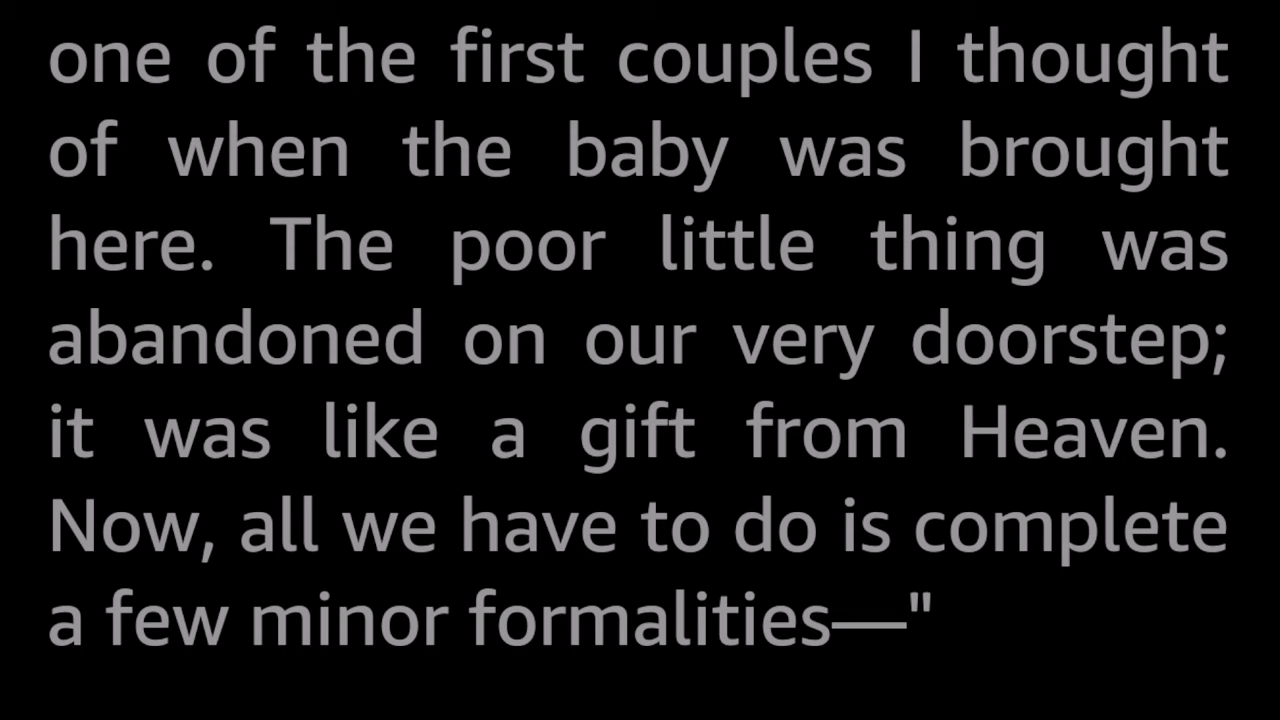 one of the first couples I thought
of when the baby was brought
here. The poor little thing was
abandoned on our very doorstep;
it was like a gift from Heaven.
Now, all we have to do is complete
a few minor formalities—"